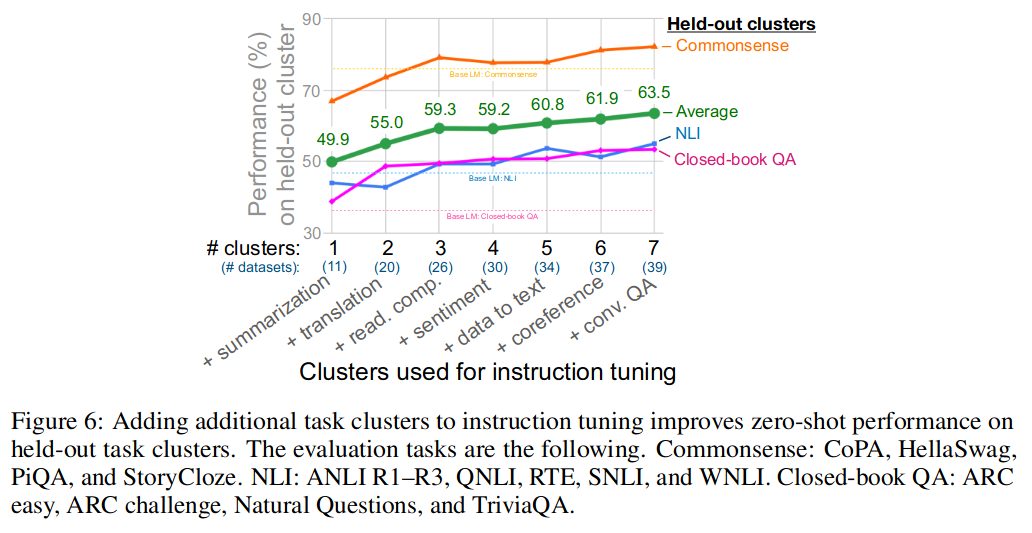 90
70
50
30
Performance (%)
on held-out cluster
Held-out clusters
Commonsense
Base LM: Commonsense
49.9
55.0
59.3
59.2
60.8
61.9
63.5
Average
NLI
Closed-book QA
Base LM: NLI
Base LM: Closed-book QA
# clusters: 1 2 3 4 5 6 7
(# datasets): (11) (20) (26) (30) (34) (37) (39)
+ summarization
+ translation
+ read. comp.
+ sentiment
+ data to text
+ coreference
+ conv. QA
Clusters used for instruction tuning
Figure 6: Adding additional task clusters to instruction tuning improves zero-shot performance on
held-out task clusters. The evaluation tasks are the following. Commonsense: CoPA, HellaSwag,
PiQA, and StoryCloze. NLI: ANLI R1–R3, QNLI, RTE, SNLI, and WNLI. Closed-book QA: ARC
easy, ARC challenge, Natural Questions, and TriviaQA.